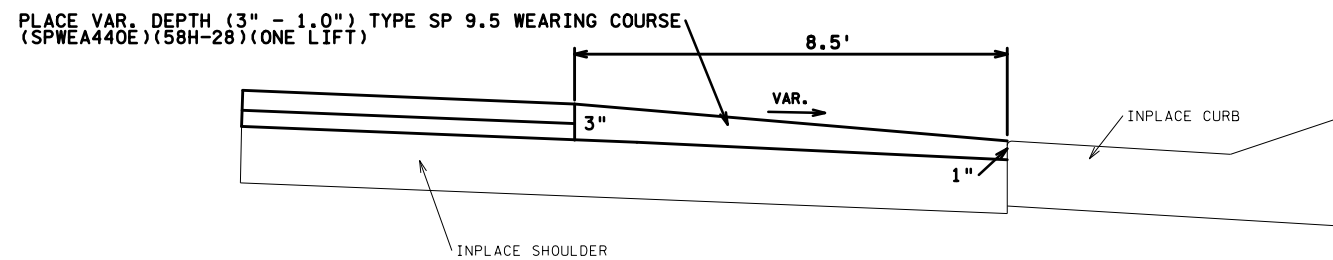 PLACE VAR. DEPTH (3" - 1.0") TYPE SP 9.5 WEARING COURSE
(SPWEA440E)(58H-28)(ONE LIFT)
8.5'
VAR.
INPLACE CURB
3"
1"
INPLACE SHOULDER